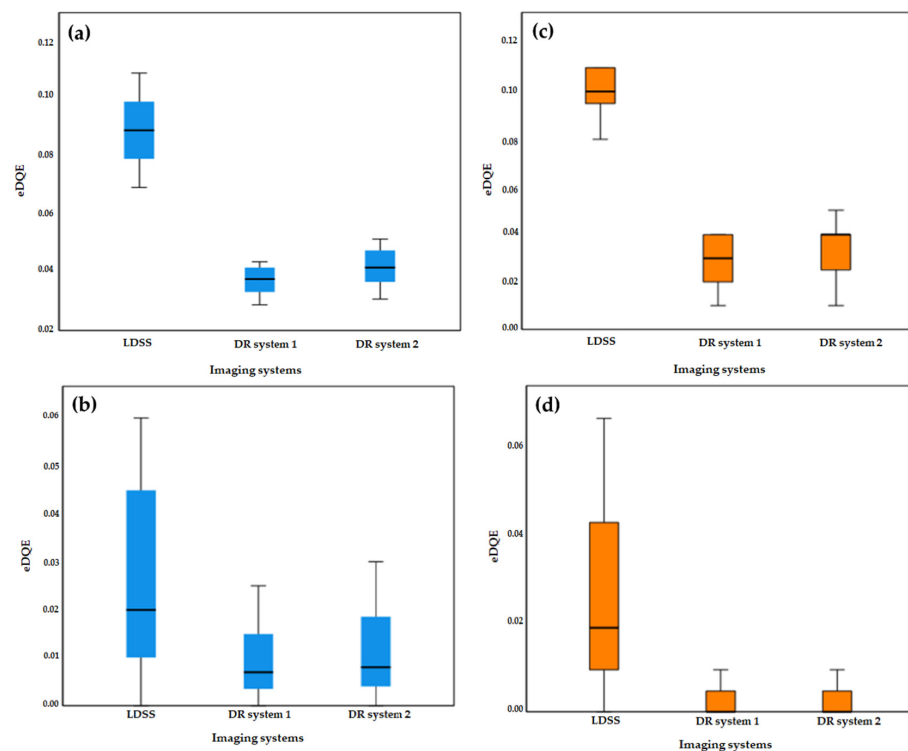 (a)
0.12
0.10
0.08
0.06
0.04
0.02
eDQE
LDSS
DR system 1
DR system 2
Imaging systems
(c)
0.12
0.10
0.08
0.06
0.04
0.02
0.00
eDQE
LDSS
DR system 1
DR system 2
Imaging systems
(b)
0.06
0.05
0.04
0.03
0.02
0.01
0.00
eDQE
LDSS
DR system 1
DR system 2
Imaging systems
(d)
0.06
0.04
0.02
0.00
eDQE
LDSS
DR system 1
DR system 2
Imaging systems